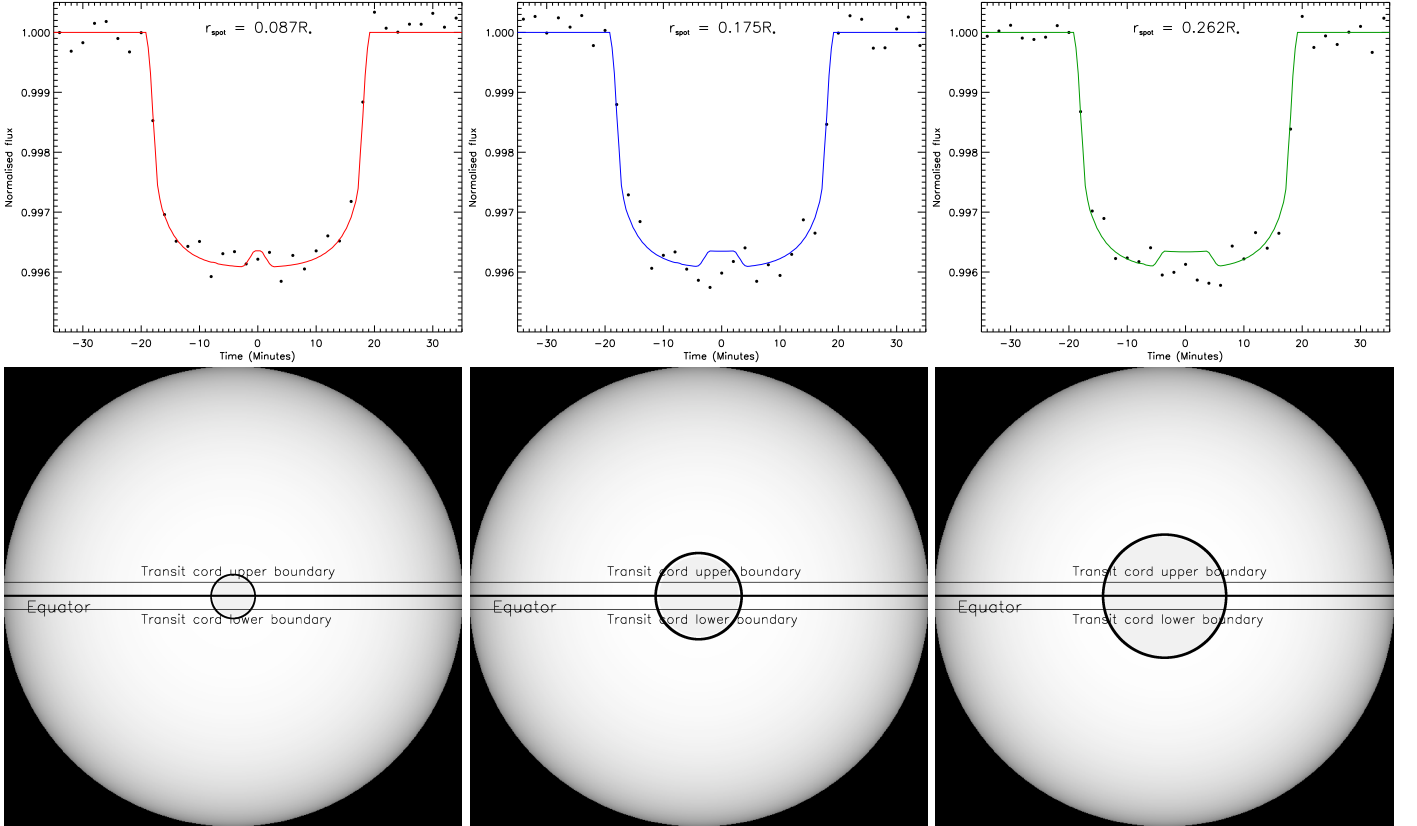 r_spot = 0.087R*
1.000
0.999
0.998
0.997
0.996
Normalised flux
−30 −20 −10 0 10 20 30
Time (Minutes)
r_spot = 0.175R*
1.000
0.999
0.998
0.997
0.996
Normalised flux
−30 −20 −10 0 10 20 30
Time (Minutes)
r_spot = 0.262R*
1.000
0.999
0.998
0.997
0.996
Normalised flux
−30 −20 −10 0 10 20 30
Time (Minutes)
Transit cord upper boundary
Equator
Transit cord lower boundary
Transit cord upper boundary
Equator
Transit cord lower boundary
Transit cord upper boundary
Equator
Transit cord lower boundary